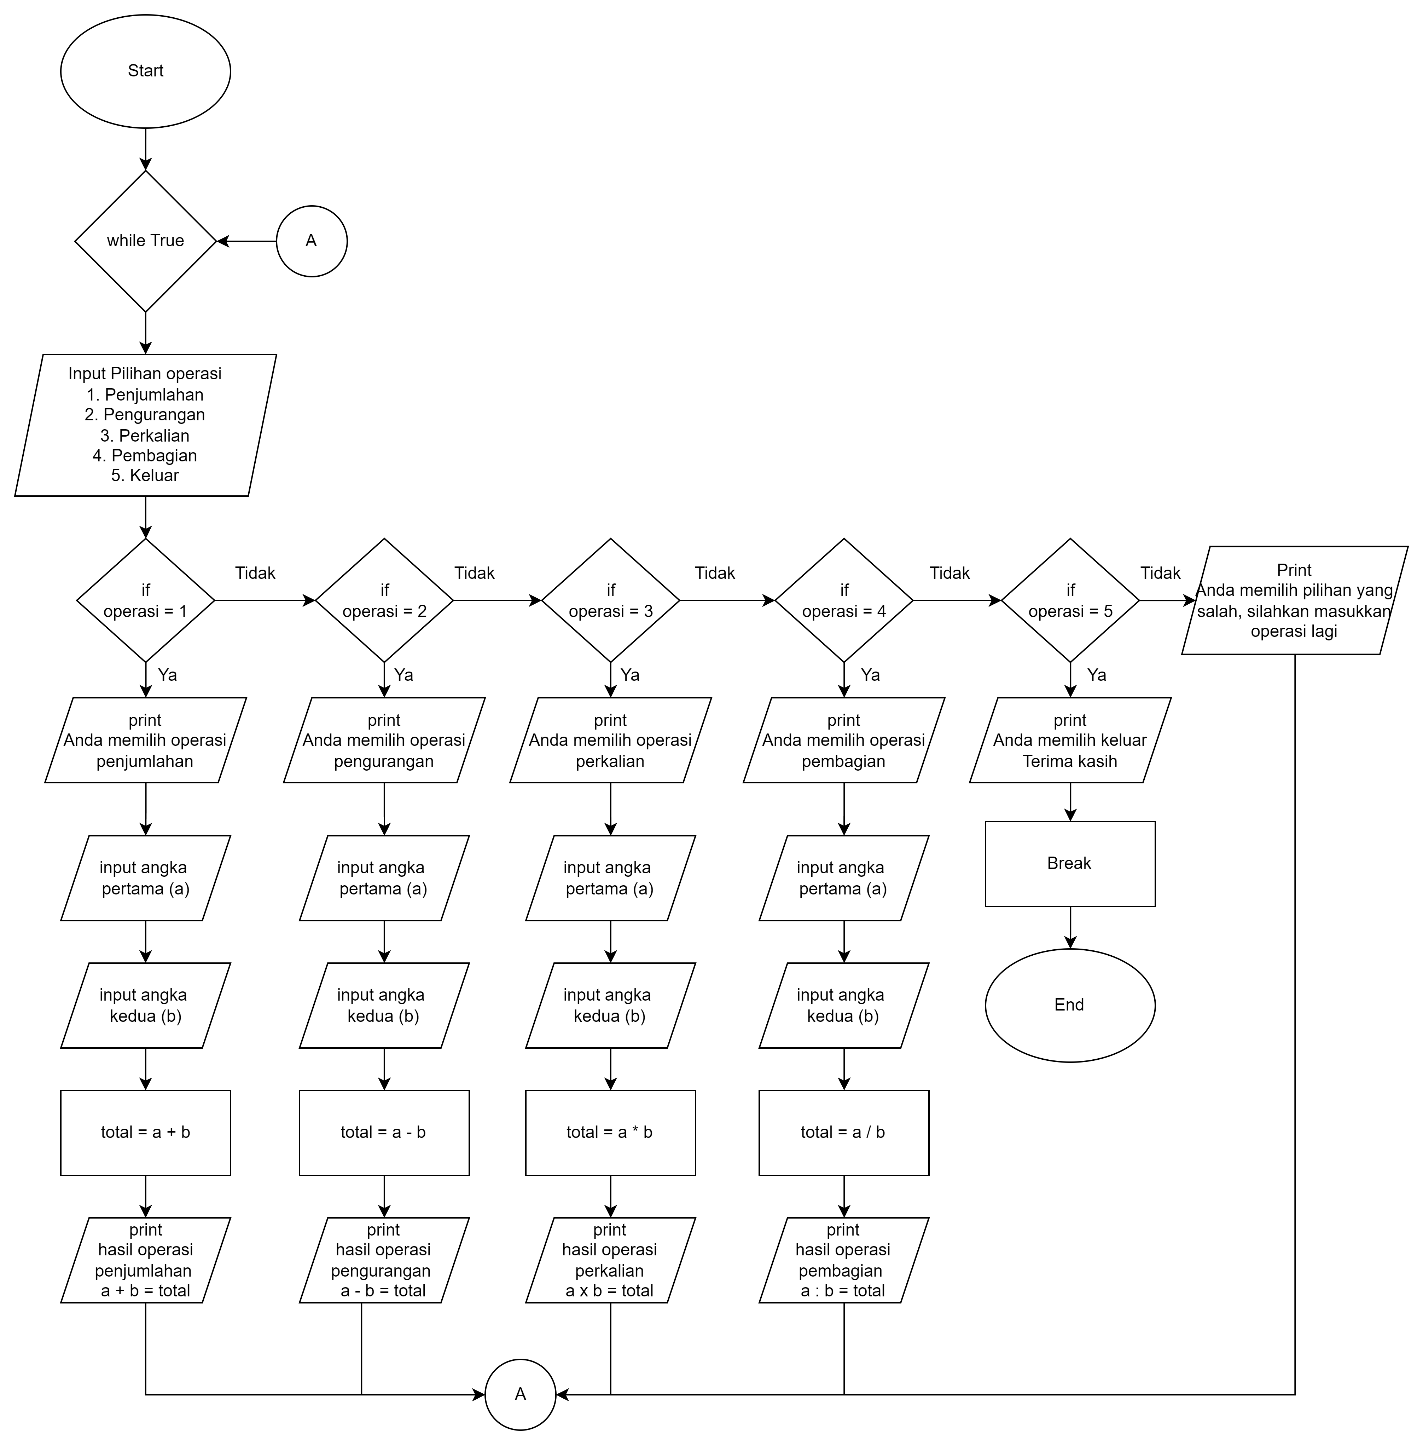 Start
while True
A
Input Pilihan operasi
1. Penjumlahan
2. Pengurangan
3. Perkalian
4. Pembagian
5. Keluar
if
operasi = 1
Tidak
if
operasi = 2
Tidak
if
operasi = 3
Tidak
if
operasi = 4
Tidak
if
operasi = 5
Tidak
Print
Anda memilih pilihan yang
salah, silahkan masukkan
operasi lagi
Ya
print
Anda memilih operasi
penjumlahan
input angka
pertama (a)
input angka
kedua (b)
total = a + b
print
hasil operasi
penjumlahan
a + b = total
Ya
print
Anda memilih operasi
pengurangan
input angka
pertama (a)
input angka
kedua (b)
total = a - b
print
hasil operasi
pengurangan
a - b = total
Ya
print
Anda memilih operasi
perkalian
input angka
pertama (a)
input angka
kedua (b)
total = a * b
print
hasil operasi
perkalian
a x b = total
Ya
print
Anda memilih operasi
pembagian
input angka
pertama (a)
input angka
kedua (b)
total = a / b
print
hasil operasi
pembagian
a : b = total
Ya
print
Anda memilih keluar
Terima kasih
Break
End
A